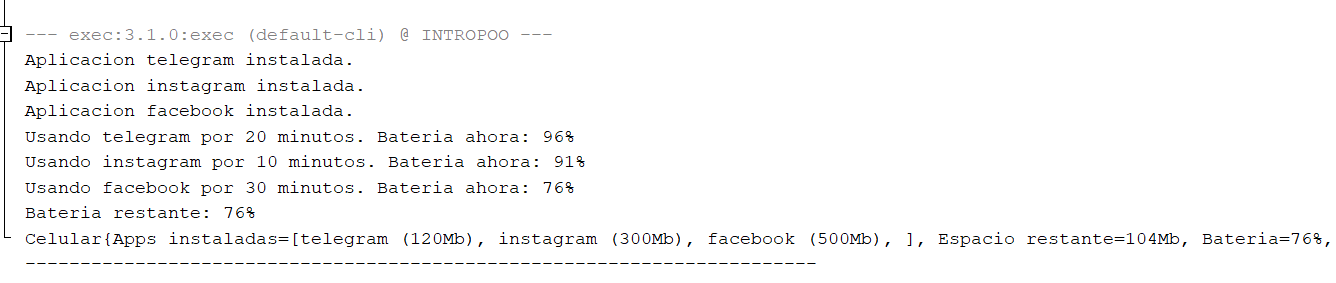 --- exec:3.1.0:exec (default-cli) @ INTROPOO ---
Aplicacion telegram instalada.
Aplicacion instagram instalada.
Aplicacion facebook instalada.
Usando telegram por 20 minutos. Bateria ahora: 96%
Usando instagram por 10 minutos. Bateria ahora: 91%
Usando facebook por 30 minutos. Bateria ahora: 76%
Bateria restante: 76%
Celular{Apps instaladas=[telegram (120Mb), instagram (300Mb), facebook (500Mb), ], Espacio restante=104Mb, Bateria=76%,
------------------------------------------------------------------------